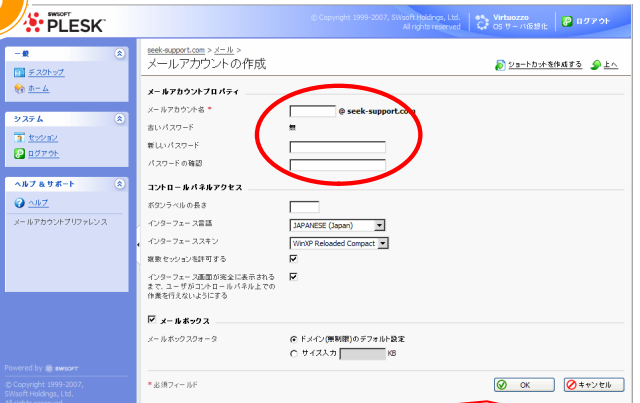 SWSOFT™
PLESK™
© Copyright 1999-2007, SWsoft Holdings, Ltd.
All rights reserved
Virtuozzo
OS サーバ仮想化
ログアウト
一般
デスクトップ
ホーム
システム
セッション
ログアウト
ヘルプ & サポート
ヘルプ
メールアカウントプリファレンス
Powered by SWSOFT
© Copyright 1999-2007,
SWsoft Holdings, Ltd.
All rights reserved
seek-support.com > メール >
メールアカウントの作成
ショートカットを作成する
上へ
メールアカウントプロパティ
メールアカウント名 *
@ seek-support.com
古いパスワード
無
新しいパスワード
パスワードの確認
コントロールパネルアクセス
ボタンラベルの長さ
インターフェース言語
JAPANESE (Japan)
インターフェーススキン
WinXP Reloaded Compact
複数セッションを許可する
インターフェース画面が完全に表示される
まで、ユーザがコントロールパネル上での
作業を行えないようにする
メールボックス
メールボックスクォータ
ドメイン(無制限)のデフォルト設定
サイズ入力
KB
* 必須フィールド
OK
キャンセル